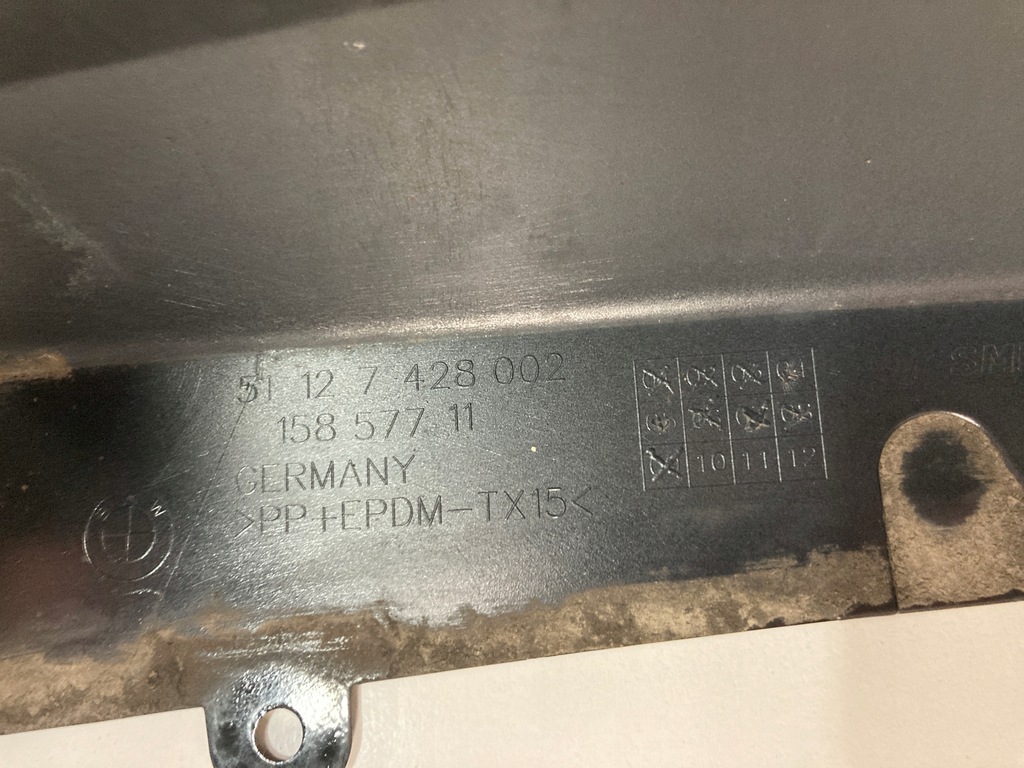 51 12 7 428 002
158 577 11
GERMANY
>PP+EPDM-TX15<
10 11 12